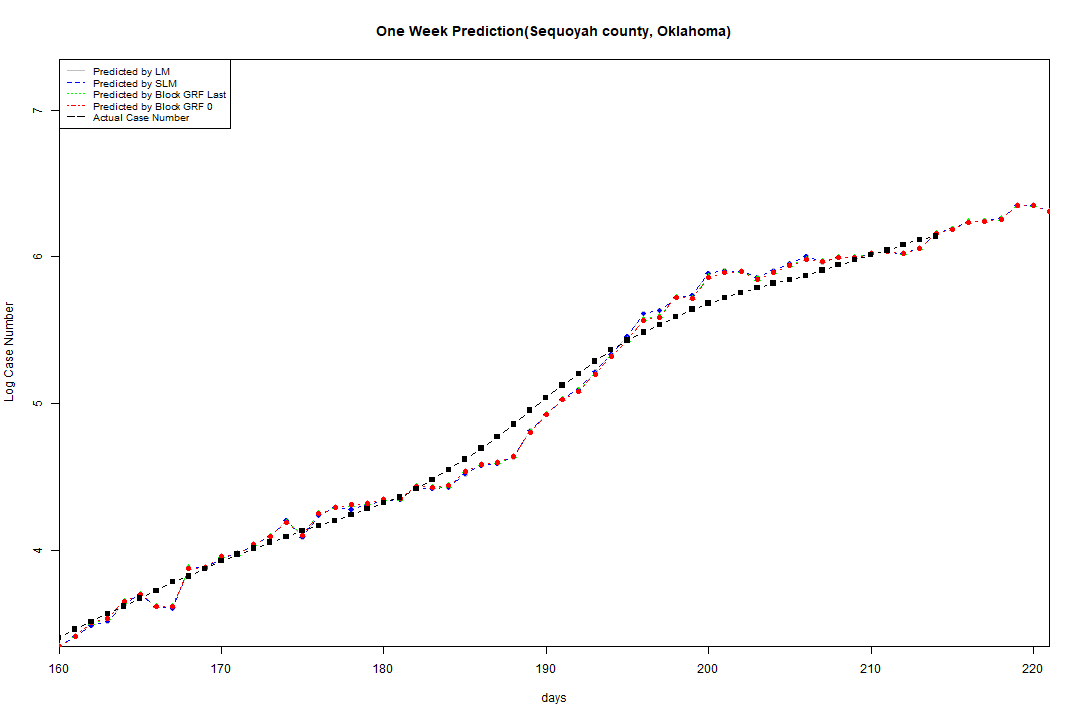 One Week Prediction(Sequoyah county, Oklahoma)
Predicted by LM
Predicted by SLM
Predicted by Block GRF Last
Predicted by Block GRF 0
Actual Case Number
7
6
5
4
Log Case Number
160 170 180 190 200 210 220
days